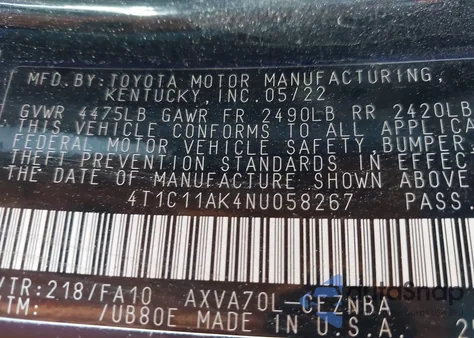 MFD.BY:TOYOTA MOTOR MANUFACTURING,
KENTUCKY,INC.05/22
GVWR 4475LB GAWR FR 2490LB RR 2420LB
THIS VEHICLE CONFORMS TO ALL APPLICA
FEDERAL MOTOR VEHICLE SAFETY,BUMPER,
THEFT PREVENTION STANDARDS IN EFFEC
THE DATE OF MANUFACTURE SHOWN ABOVE
4T1C11AK4NU058267 PASS.
/TR:218/FA10 AXVA70L-CEZNBA
TM: /UB80E MADE IN U.S.A.
AutoSnap